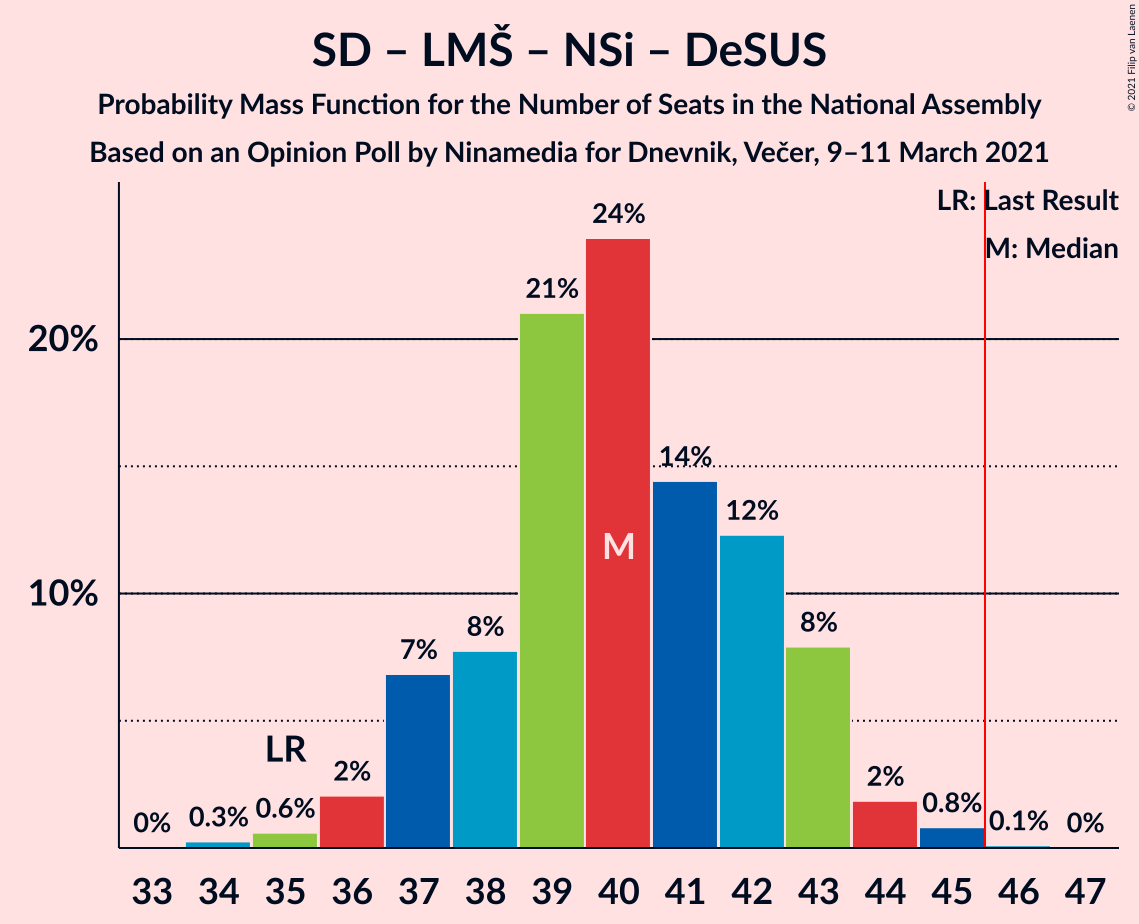 SD – LMŠ – NSi – DeSUS
Probability Mass Function for the Number of Seats in the National Assembly
Based on an Opinion Poll by Ninamedia for Dnevnik, Večer, 9–11 March 2021
© 2021 Filip van Laenen
LR: Last Result
M: Median
24%
21%
20%
14%
12%
M
10%
8%
8%
7%
LR
2%
2%
0%
0.3%
0.6%
0.8%
0.1%
0%
33 34 35 36 37 38 39 40 41 42 43 44 45 46 47